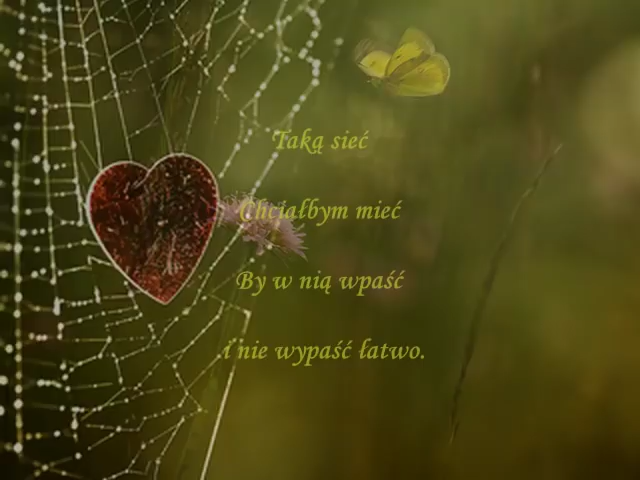 Taką sieć
Chciałbym mieć
By w nią wpaść
i nie wypaść łatwo.